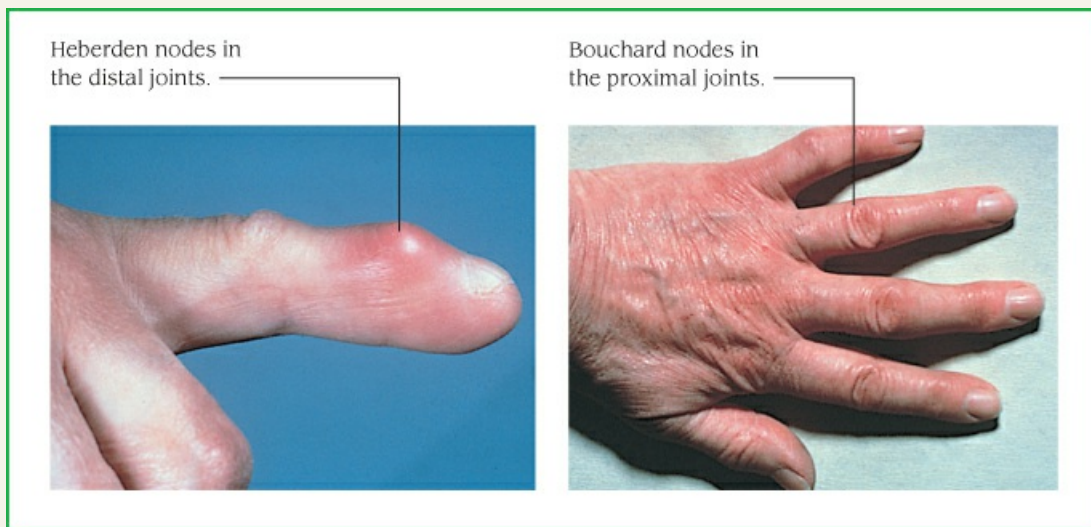 Heberden nodes in
the distal joints.
Bouchard nodes in
the proximal joints.